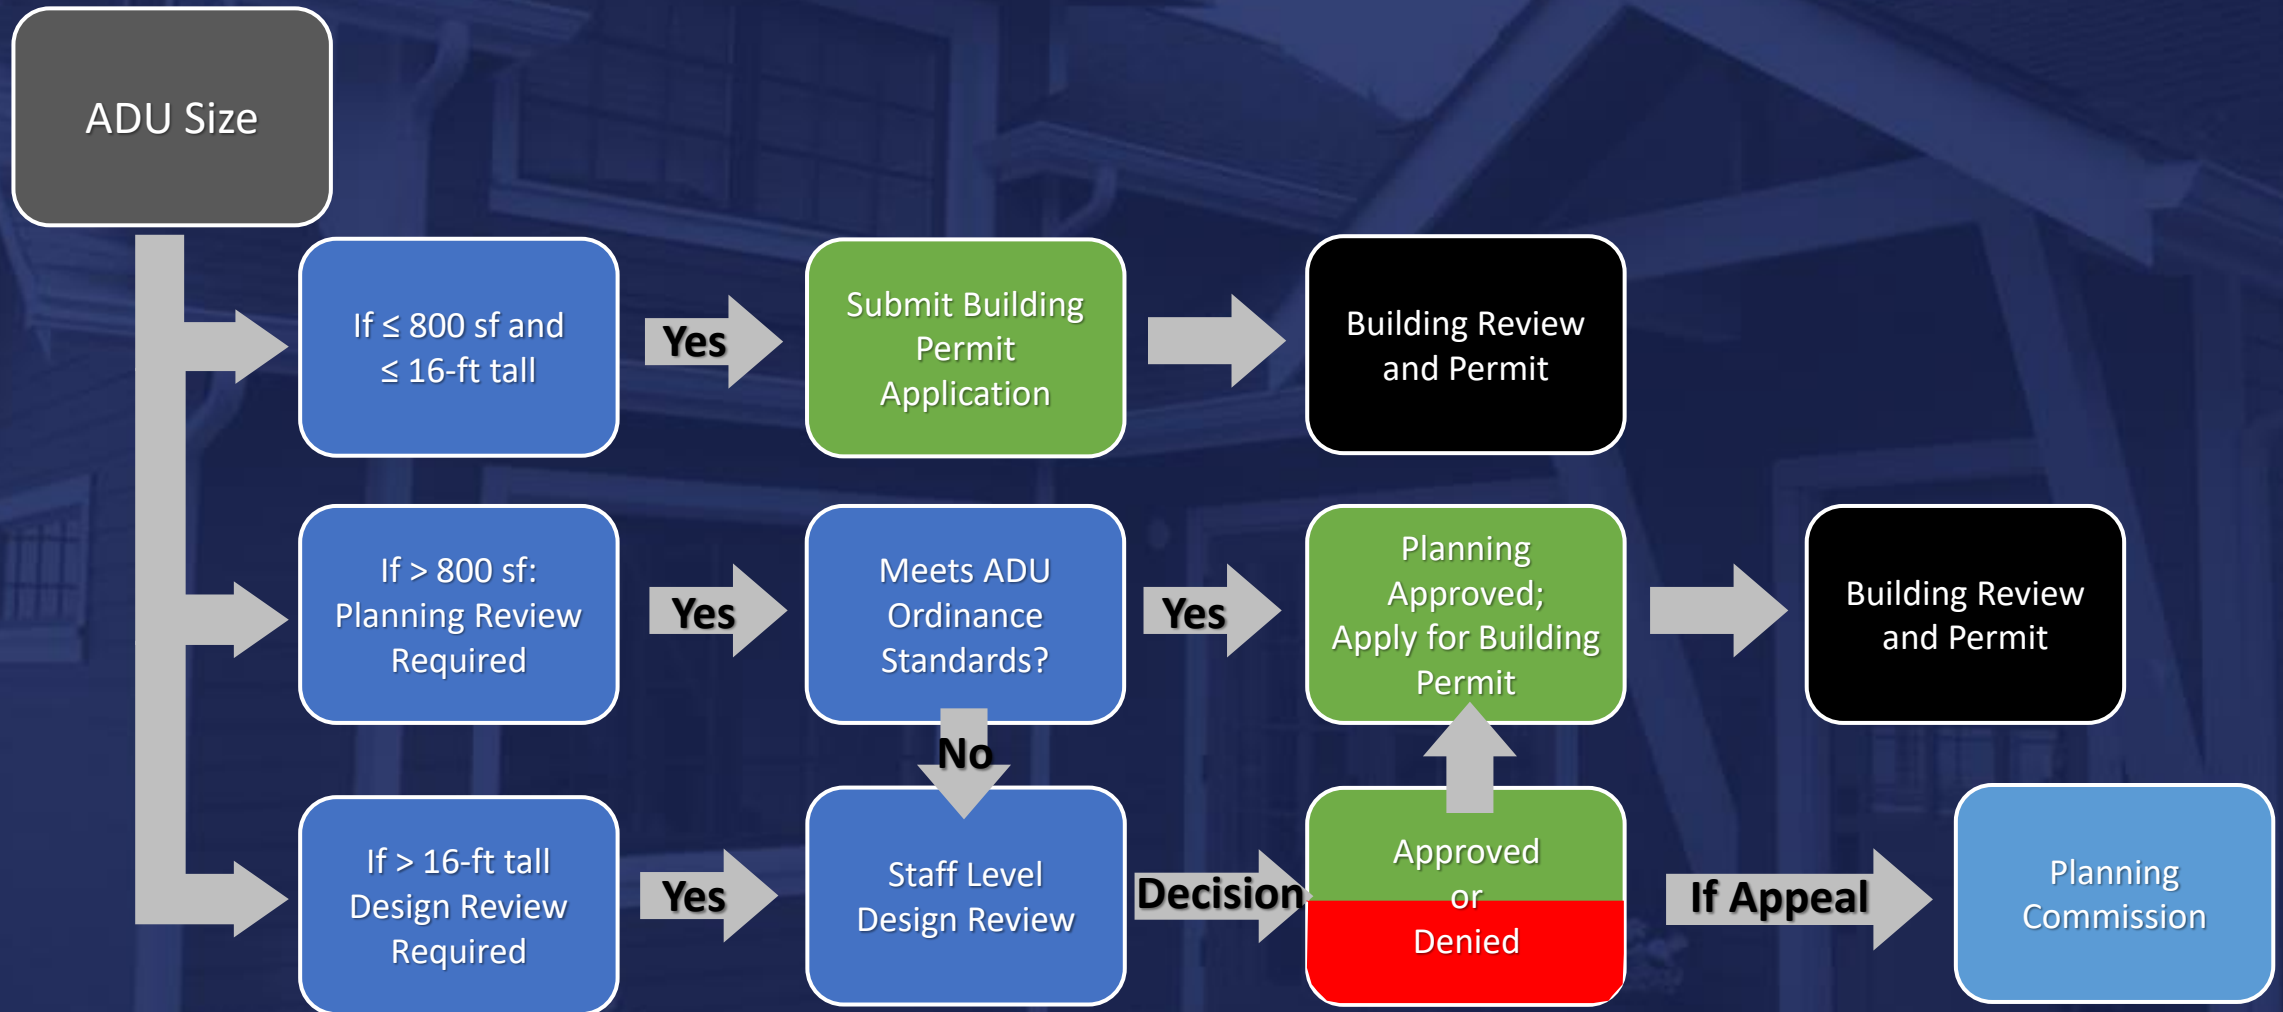 ADU Size
If ≤ 800 sf and
≤ 16-ft tall
Yes
Submit Building
Permit
Application
Building Review
and Permit
If > 800 sf:
Planning Review
Required
Yes
Meets ADU
Ordinance
Standards?
Yes
Planning
Approved;
Apply for Building
Permit
Building Review
and Permit
No
If > 16-ft tall
Design Review
Required
Yes
Staff Level
Design Review
Decision
Approved
or
Denied
If Appeal
Planning
Commission